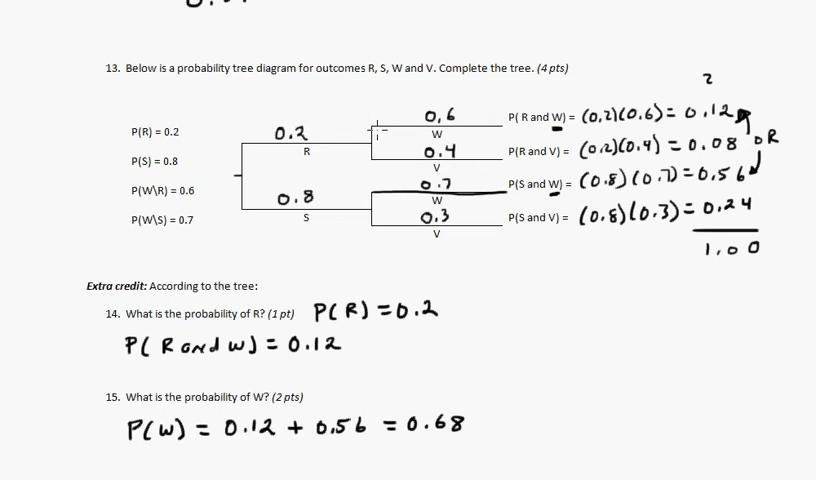 13. Below is a probability tree diagram for outcomes R, S, W and V. Complete the tree. (4 pts)
2
P(R) = 0.2
P(S) = 0.8
P(W\R) = 0.6
P(W\S) = 0.7
0.2
R
0.8
S
0.6
W
0.4
V
0.7
W
0.3
V
P( R and W) = (0.2)(0.6) = 0.12
P(R and V) = (0.2)(0.4) = 0.08
OR
P(S and W) = (0.8)(0.7) = 0.56
P(S and V) = (0.8)(0.3) = 0.24
1.00
Extra credit: According to the tree:
14. What is the probability of R? (1 pt) P(R) = 0.2
P( R and W) = 0.12
15. What is the probability of W? (2 pts)
P(W) = 0.12 + 0.56 = 0.68